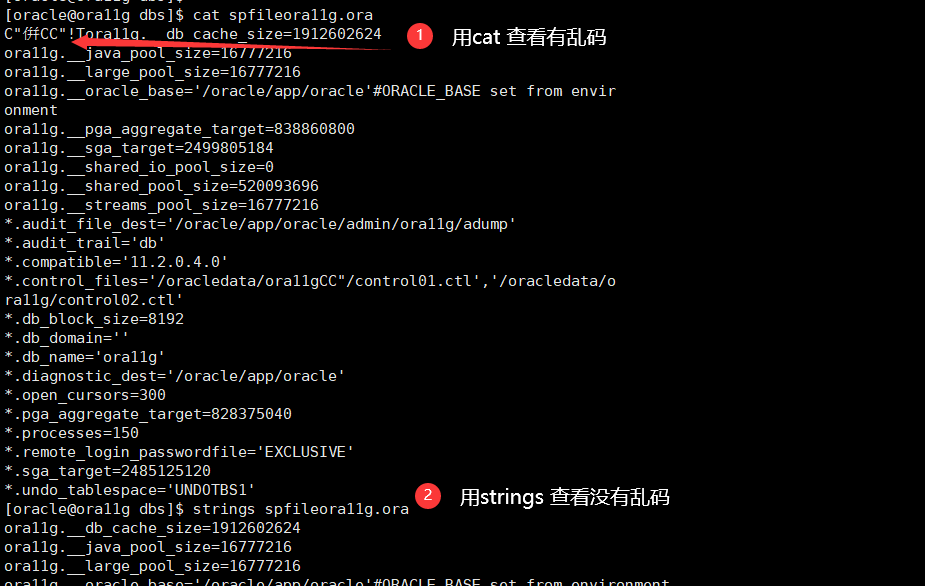 [oracle@ora11g dbs]$ cat spfileora11g.ora
C"倂CC"!Tora11g.__db_cache_size=1912602624
1 用cat 查看有乱码
ora11g.__java_pool_size=16777216
ora11g.__large_pool_size=16777216
ora11g.__oracle_base='/oracle/app/oracle'#ORACLE_BASE set from envir
onment
ora11g.__pga_aggregate_target=838860800
ora11g.__sga_target=2499805184
ora11g.__shared_io_pool_size=0
ora11g.__shared_pool_size=520093696
ora11g.__streams_pool_size=16777216
*.audit_file_dest='/oracle/app/oracle/admin/ora11g/adump'
*.audit_trail='db'
*.compatible='11.2.0.4.0'
*.control_files='/oracledata/ora11gCC"/control01.ctl','/oracledata/o
ra11g/control02.ctl'
*.db_block_size=8192
*.db_domain=''
*.db_name='ora11g'
*.diagnostic_dest='/oracle/app/oracle'
*.open_cursors=300
*.pga_aggregate_target=828375040
*.processes=150
*.remote_login_passwordfile='EXCLUSIVE'
*.sga_target=2485125120
*.undo_tablespace='UNDOTBS1'
2 用strings 查看没有乱码
[oracle@ora11g dbs]$ strings spfileora11g.ora
ora11g.__db_cache_size=1912602624
ora11g.__java_pool_size=16777216
ora11g.__large_pool_size=16777216
ora11g.__oracle_base='/oracle/app/oracle'#ORACLE_BASE set from environment